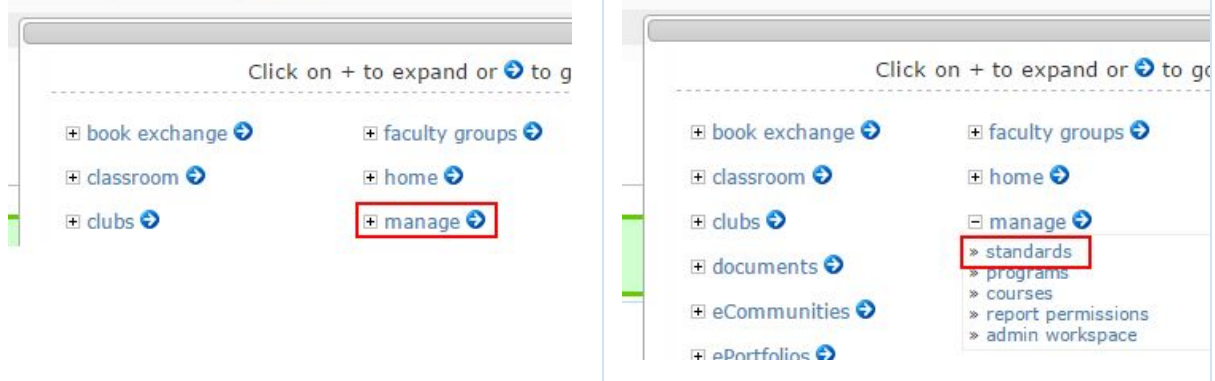 Click on + to expand or to g
book exchange
faculty groups
classroom
home
clubs
manage
Click on + to expand or to go
book exchange
faculty groups
classroom
home
clubs
manage
» standards
documents
» programs
» courses
eCommunities
» report permissions
» admin workspace
ePortfolios